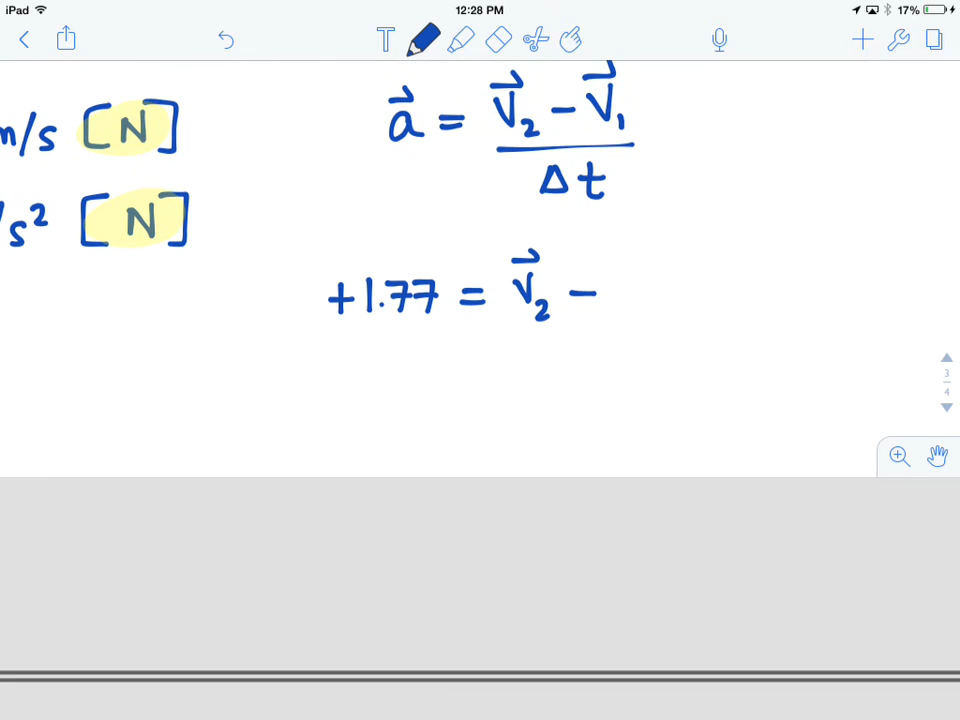 iPad 12:28 PM 17%
T
m/s [N]
/s² [N]
a⃗ = (V⃗₂ − V⃗₁) / Δt
+1.77 = V⃗₂ −
3
4